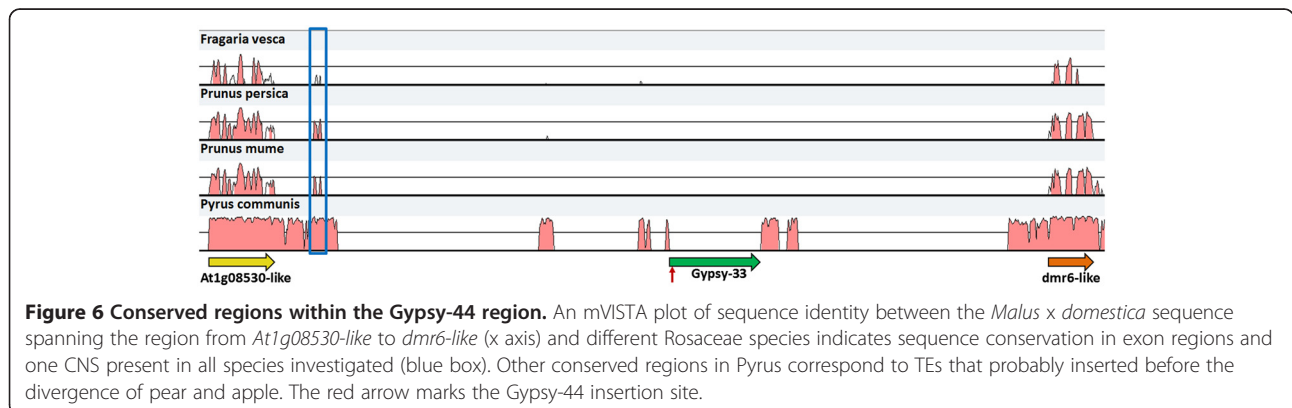 Fragaria vesca
Prunus persica
Prunus mume
Pyrus communis
At1g08530-like
Gypsy-33
dmr6-like
Figure 6 Conserved regions within the Gypsy-44 region. An mVISTA plot of sequence identity between the Malus x domestica sequence
spanning the region from At1g08530-like to dmr6-like (x axis) and different Rosaceae species indicates sequence conservation in exon regions and
one CNS present in all species investigated (blue box). Other conserved regions in Pyrus correspond to TEs that probably inserted before the
divergence of pear and apple. The red arrow marks the Gypsy-44 insertion site.